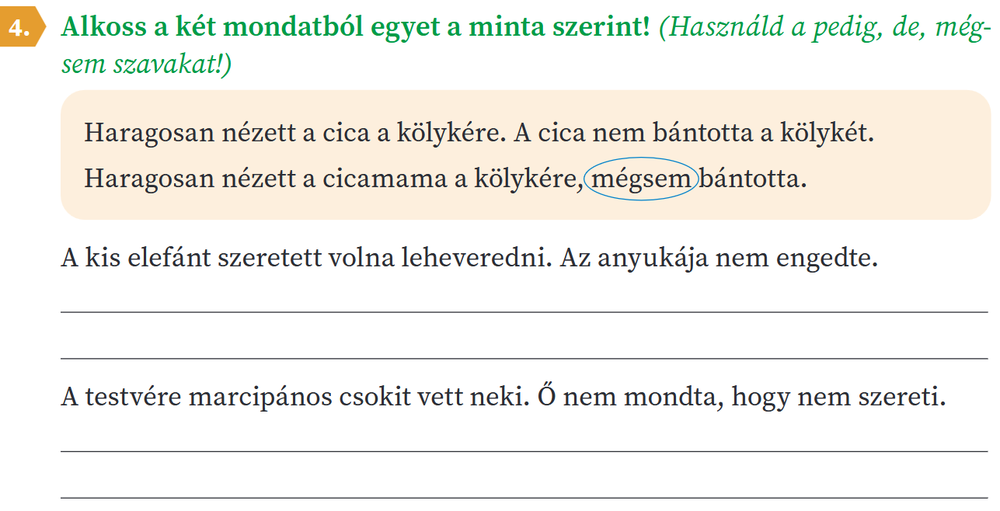 4. Alkoss a két mondatból egyet a minta szerint! (Használd a pedig, de, még-
sem szavakat!)
Haragosan nézett a cica a kölykére. A cica nem bántotta a kölykét.
Haragosan nézett a cicamama a kölykére, mégsem bántotta.
A kis elefánt szeretett volna leheveredni. Az anyukája nem engedte.
A testvére marcipános csokit vett neki. Ő nem mondta, hogy nem szereti.